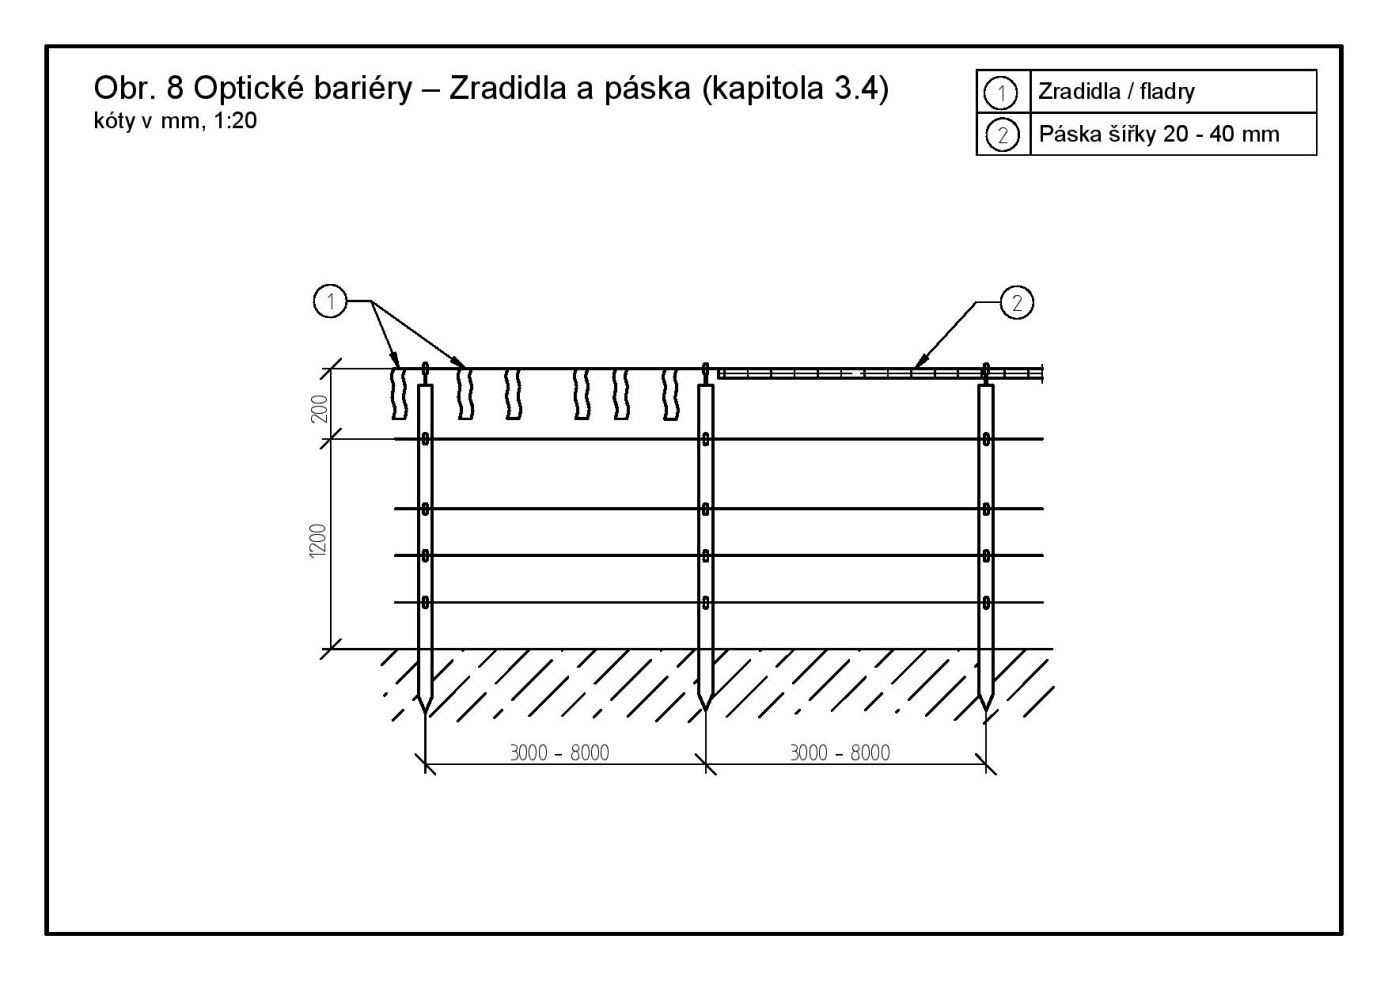 Obr. 8 Optické bariéry – Zradidla a páska (kapitola 3.4)
kóty v mm, 1:20
1 Zradidla / fladry
2 Páska šířky 20 - 40 mm
1
2
200
1200
3000 - 8000
3000 - 8000